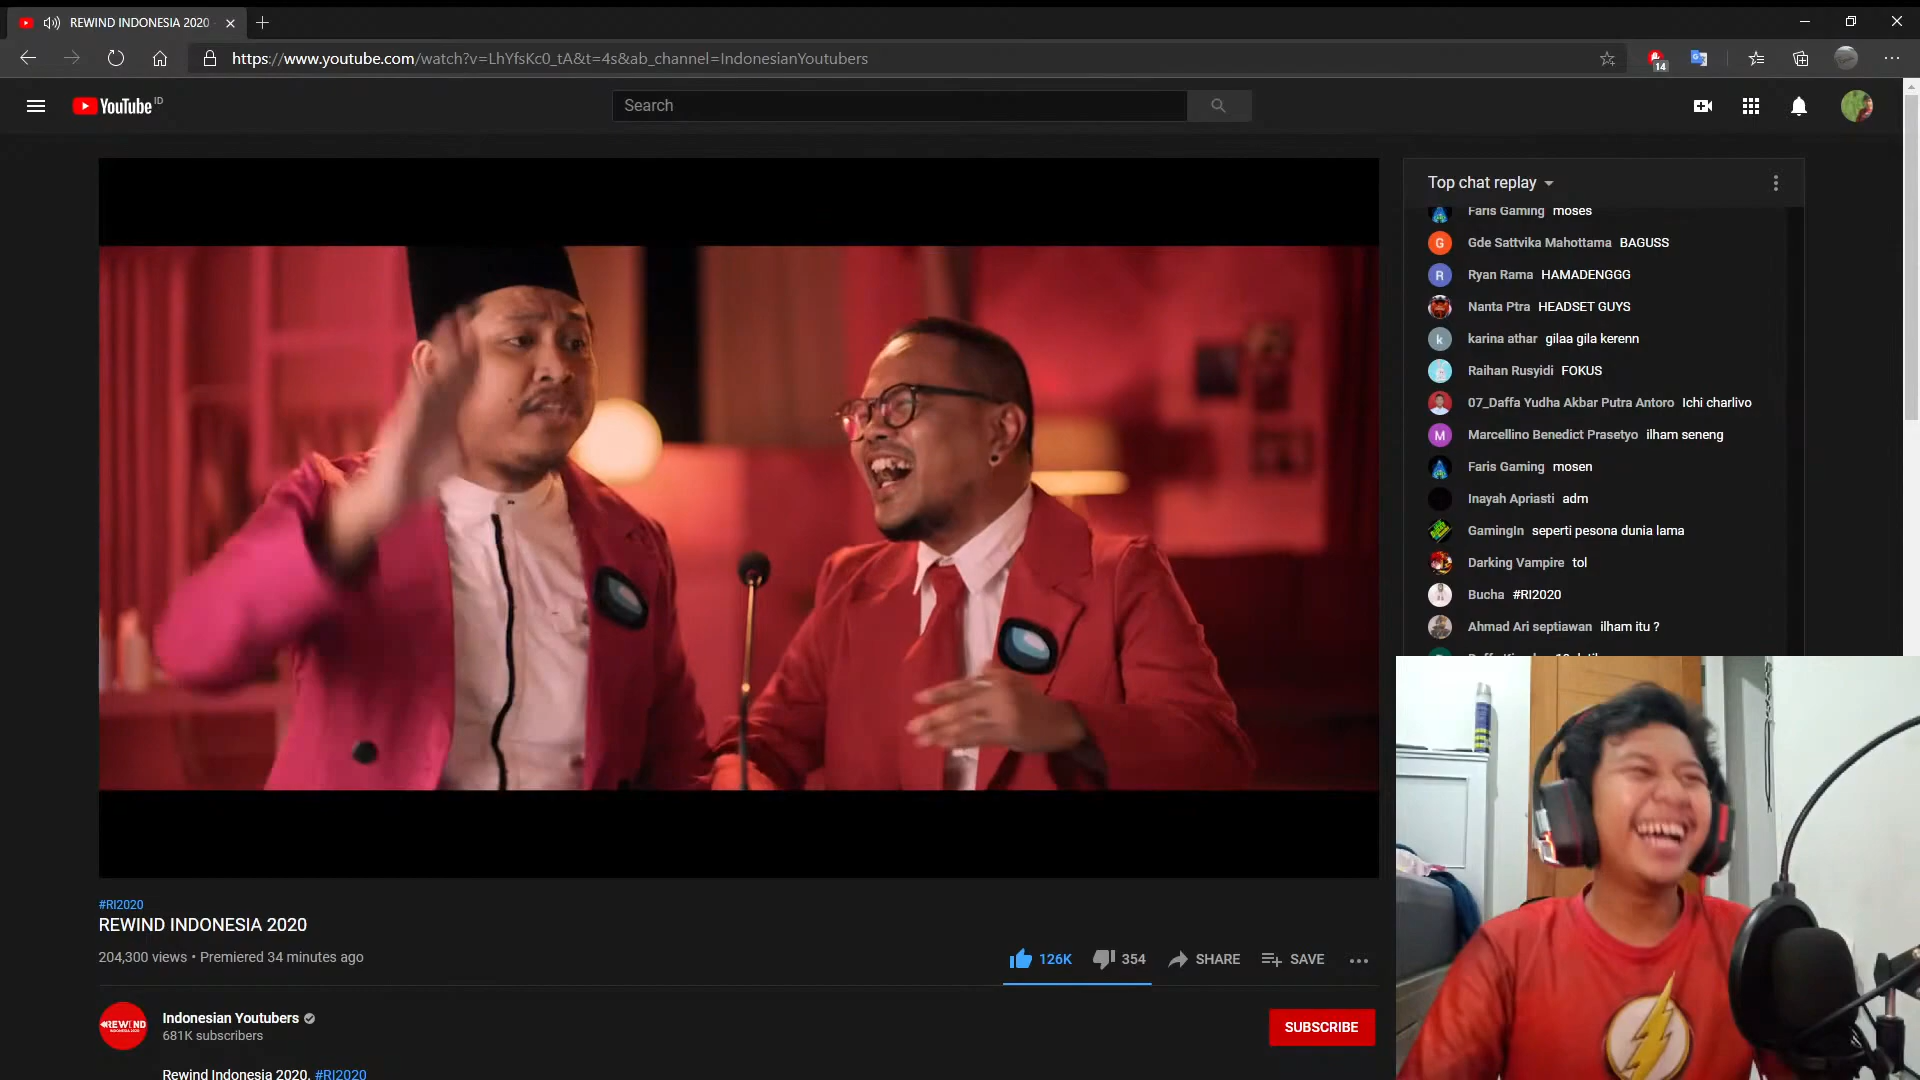 REWIND INDONESIA 2020
https://www.youtube.com/watch?v=LhYfsKc0_tA&t=4s&ab_channel=IndonesianYoutubers
14
YouTube ID
Search
Top chat replay
Faris Gaming moses
Gde Sattvika Mahottama BAGUSS
Ryan Rama HAMADENGGG
Nanta Ptra HEADSET GUYS
karina athar gilaa gila kerenn
Raihan Rusyidi FOKUS
07_Daffa Yudha Akbar Putra Antoro Ichi charlivo
Marcellino Benedict Prasetyo ilham seneng
Faris Gaming mosen
Inayah Apriasti adm
GamingIn seperti pesona dunia lama
Darking Vampire tol
Bucha #RI2020
Ahmad Ari septiawan ilham itu ?
#RI2020
REWIND INDONESIA 2020
204,300 views • Premiered 34 minutes ago
126K 354 SHARE SAVE
REWIND
Indonesian Youtubers
681K subscribers
SUBSCRIBE
Rewind Indonesia 2020, #RI2020